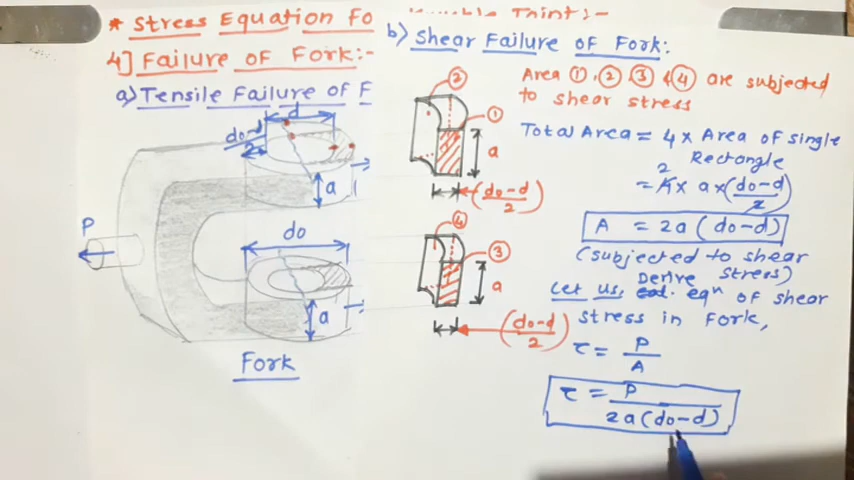 * Stress Equation Fo
4] Failure of Fork:-
a) Tensile Failure of F
d
do-d
2
a
P
do
a
Fork
b) Shear Failure of Fork:
②
①
a
(do-d/2)
④
③
a
(do-d/2)
Area ①, ②, ③ & ④ are subjected
to shear stress
Total Area = 4 × Area of single
Rectangle
2
= 4 × a × (do-d/2)
A = 2a (do-d)
(subjected to shear
stress)
Derive
Let us, eqn of shear
stress in Fork,
τ = P/A
τ = P/2a(do-d)